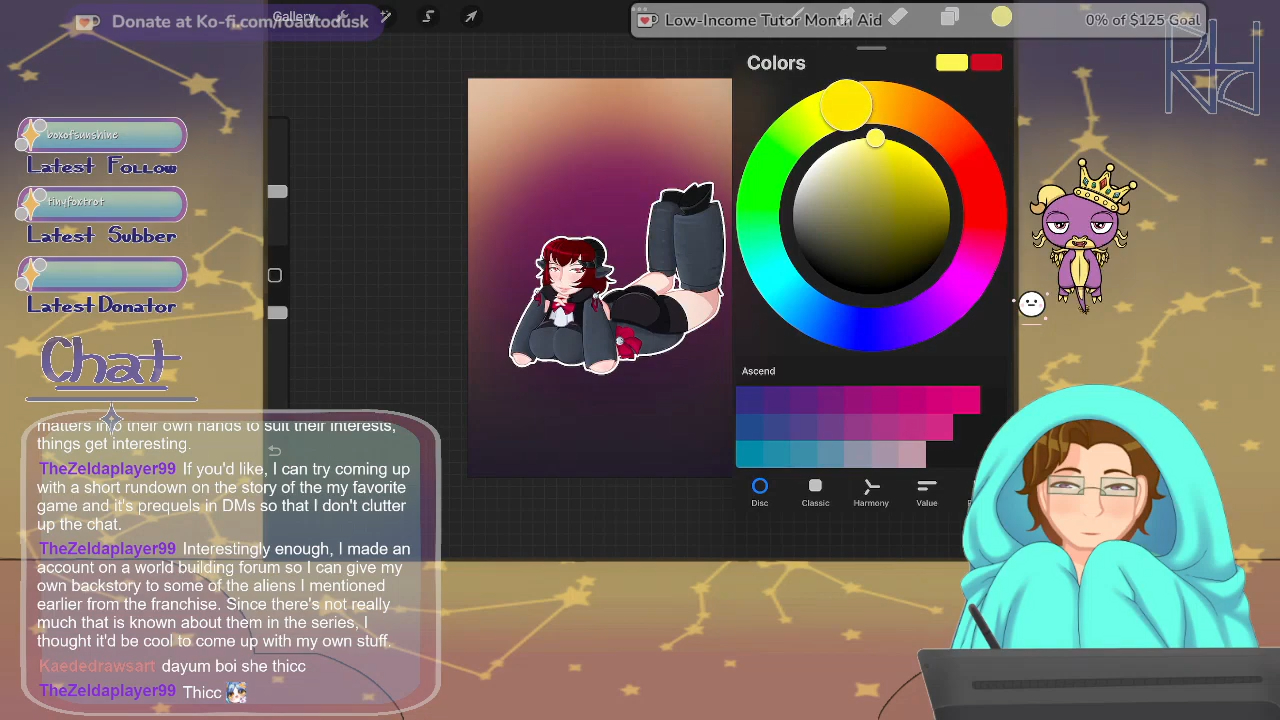 Donate at Ko-fi.com/roadtodusk
Gallery
Low-Income Tutor Month Aid
0% of $125 Goal
Colors
boxofsunshine
Latest Follow
tinyfoxtrot
Latest Subber
Latest Donator
Chat
matters into their own hands to suit their interests,
things get interesting.
TheZeldaplayer99 If you'd like, I can try coming up
with a short rundown on the story of the my favorite
game and it's prequels in DMs so that I don't clutter
up the chat.
TheZeldaplayer99 Interestingly enough, I made an
account on a world building forum so I can give my
own backstory to some of the aliens I mentioned
earlier from the franchise. Since there's not really
much that is known about them in the series, I
thought it'd be cool to come up with my own stuff.
Kaededrawsart dayum boi she thicc
TheZeldaplayer99 Thicc
Ascend
Disc
Classic
Harmony
Value